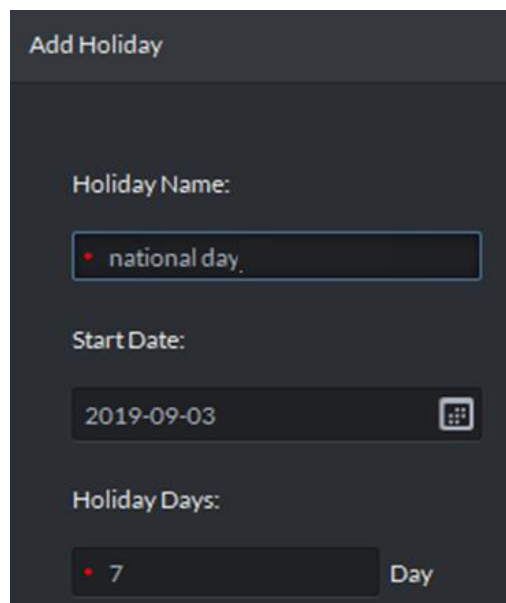 Add Holiday
Holiday Name:
national day
Start Date:
2019-09-03
Holiday Days:
7 Day